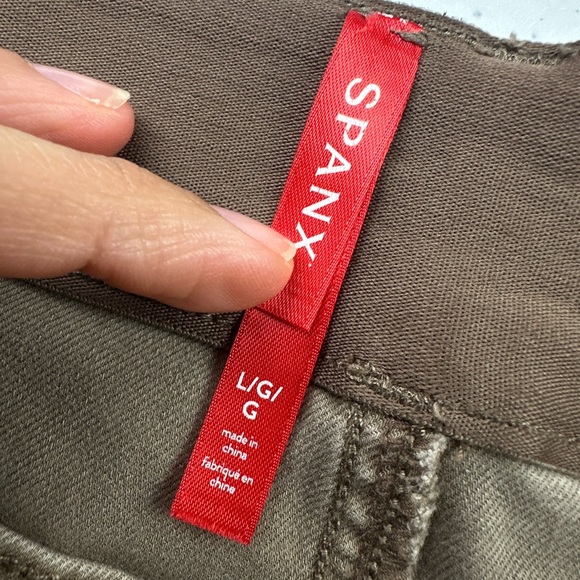 SPANX
L/G/
G
made in
china
fabriqué en
chine